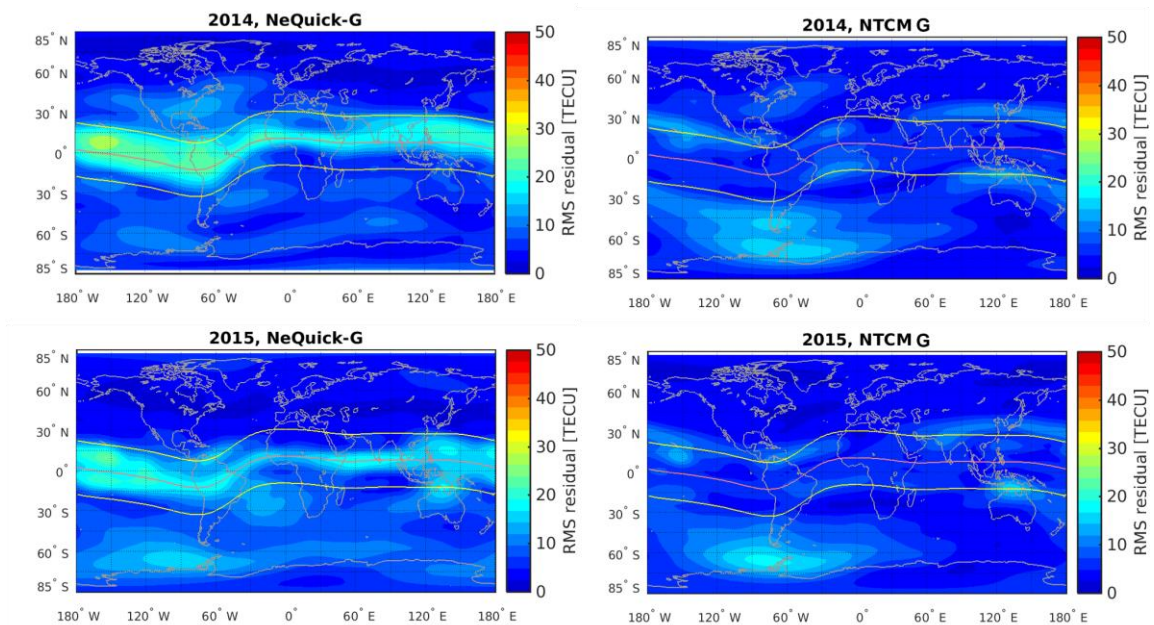 2014, NeQuick-G
85° N
60° N
30° N
0°
30° S
60° S
85° S
180° W
120° W
60° W
0°
60° E
120° E
180° E
50
40
30
20
10
0
RMS residual [TECU]
2014, NTCM G
85° N
60° N
30° N
0°
30° S
60° S
85° S
180° W
120° W
60° W
0°
60° E
120° E
180° E
50
40
30
20
10
0
RMS residual [TECU]
2015, NeQuick-G
85° N
60° N
30° N
0°
30° S
60° S
85° S
180° W
120° W
60° W
0°
60° E
120° E
180° E
50
40
30
20
10
0
RMS residual [TECU]
2015, NTCM G
85° N
60° N
30° N
0°
30° S
60° S
85° S
180° W
120° W
60° W
0°
60° E
120° E
180° E
50
40
30
20
10
0
RMS residual [TECU]